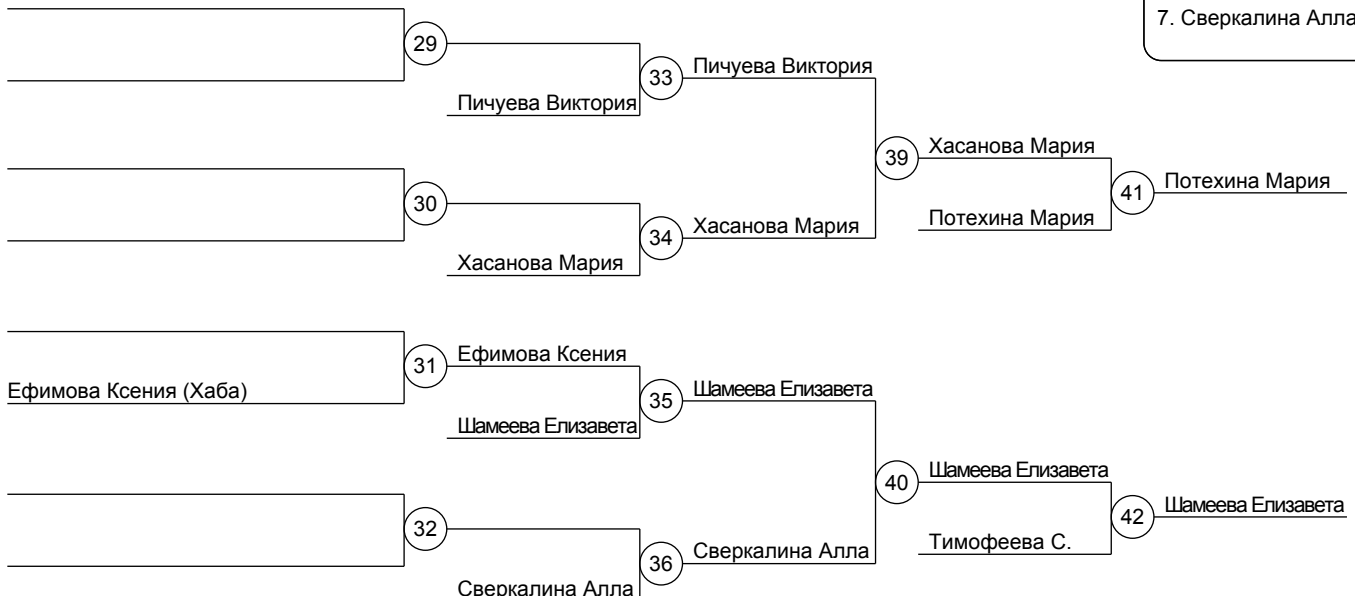 7. Сверкалина Алла
29
33
Пичуева Виктория
Пичуева Виктория
39
Хасанова Мария
30
41
Потехина Мария
34
Хасанова Мария
Потехина Мария
Хасанова Мария
31
Ефимова Ксения
Ефимова Ксения (Хаба)
35
Шамеева Елизавета
Шамеева Елизавета
40
Шамеева Елизавета
32
42
Шамеева Елизавета
36
Сверкалина Алла
Тимофеева С.
Сверкалина Алла